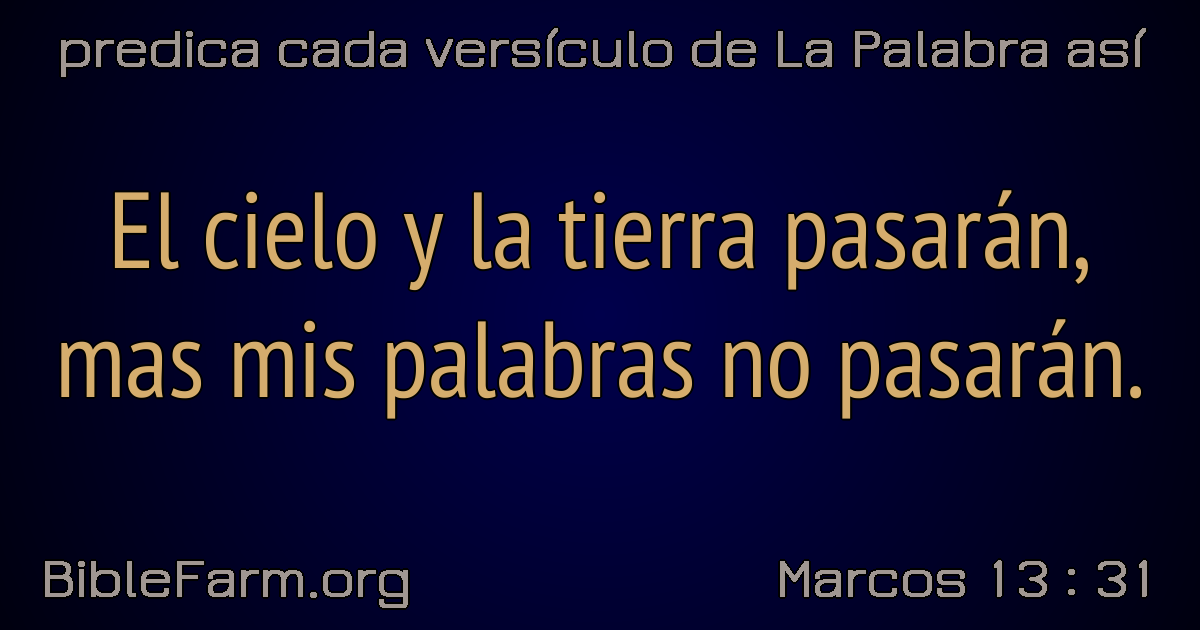 predica cada versículo de La Palabra así
El cielo y la tierra pasarán,
mas mis palabras no pasarán.
BibleFarm.org
Marcos 13 : 31